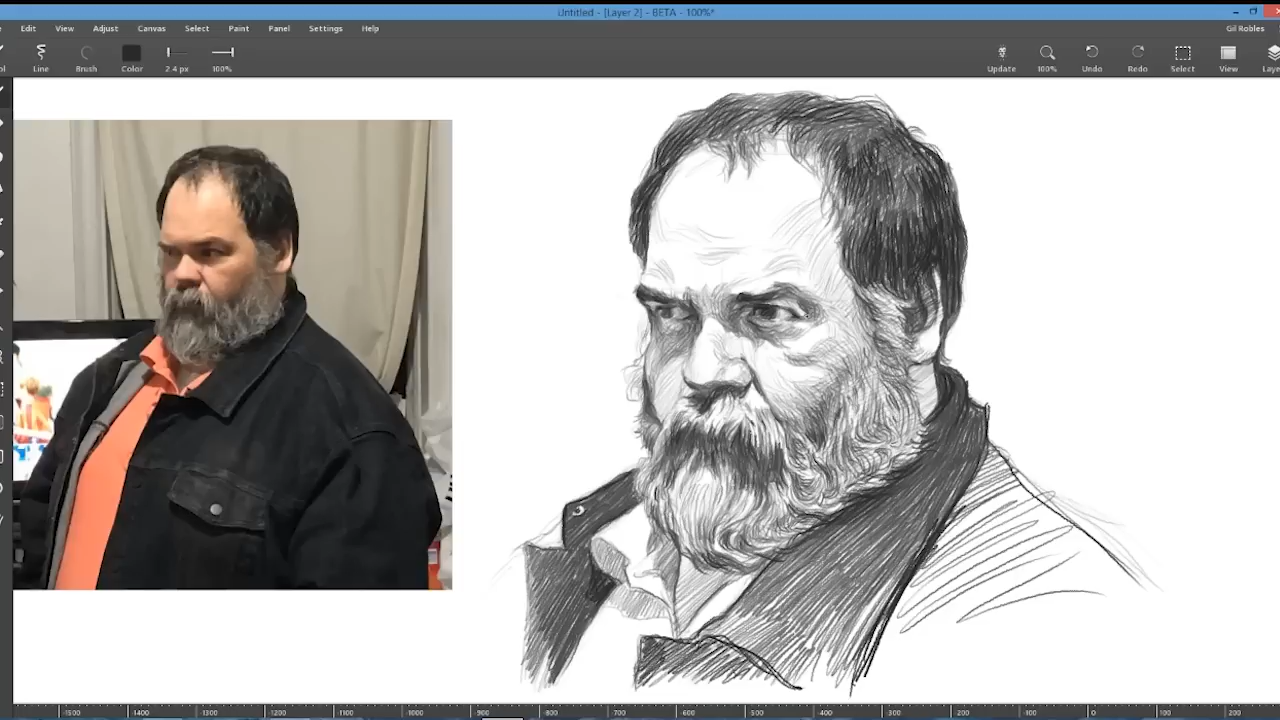 Untitled - [Layer 2] - BETA - 100%*
Edit View Adjust Canvas Select Paint Panel Settings Help
Gil Robles
Line Brush Color 2.4 px 100%
Update 100% Undo Redo Select View
-1500 -1400 -1300 -1200 -1100 -1000 -900 -800 -700 -600 -500 -400 -300 -200 -100 0 100 200